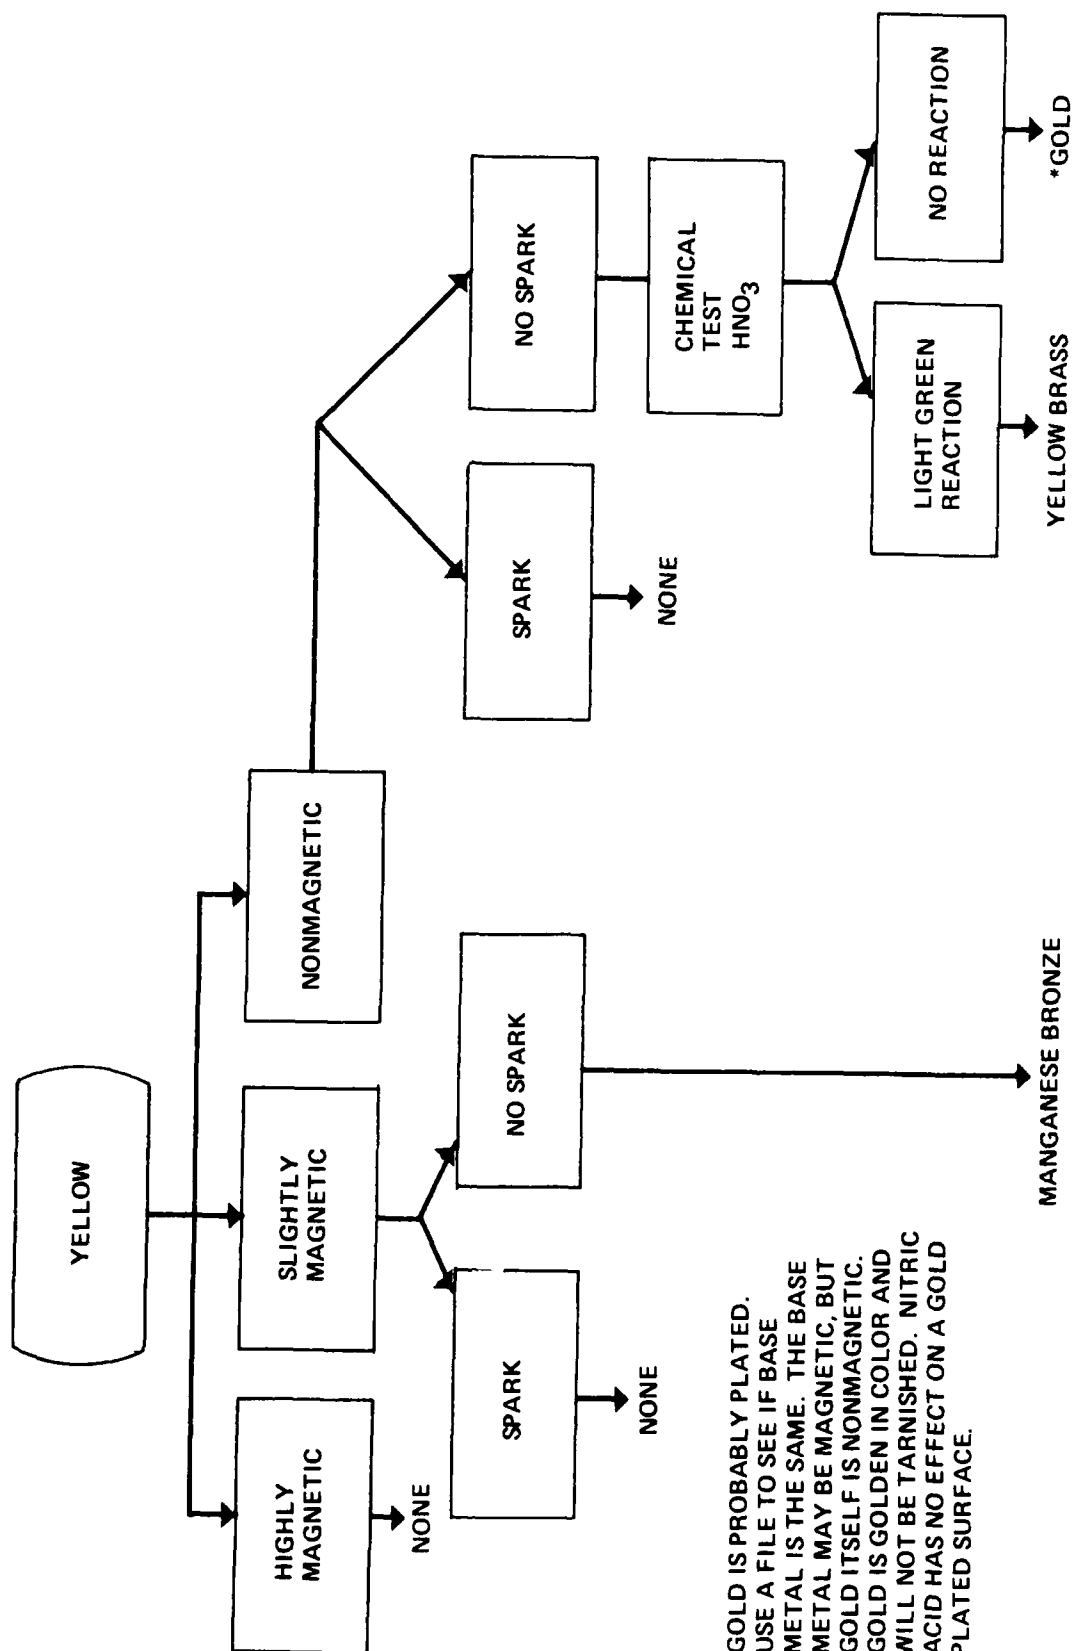 YELLOW
HIGHLY
MAGNETIC
SLIGHTLY
MAGNETIC
NONMAGNETIC
NONE
SPARK
NO SPARK
SPARK
NO SPARK
NONE
NONE
CHEMICAL
TEST
HNO3
LIGHT GREEN
REACTION
NO REACTION
MANGANESE BRONZE
YELLOW BRASS
*GOLD
GOLD IS PROBABLY PLATED.
USE A FILE TO SEE IF BASE
METAL IS THE SAME. THE BASE
METAL MAY BE MAGNETIC, BUT
GOLD ITSELF IS NONMAGNETIC.
GOLD IS GOLDEN IN COLOR AND
WILL NOT BE TARNISHED. NITRIC
ACID HAS NO EFFECT ON A GOLD
PLATED SURFACE.